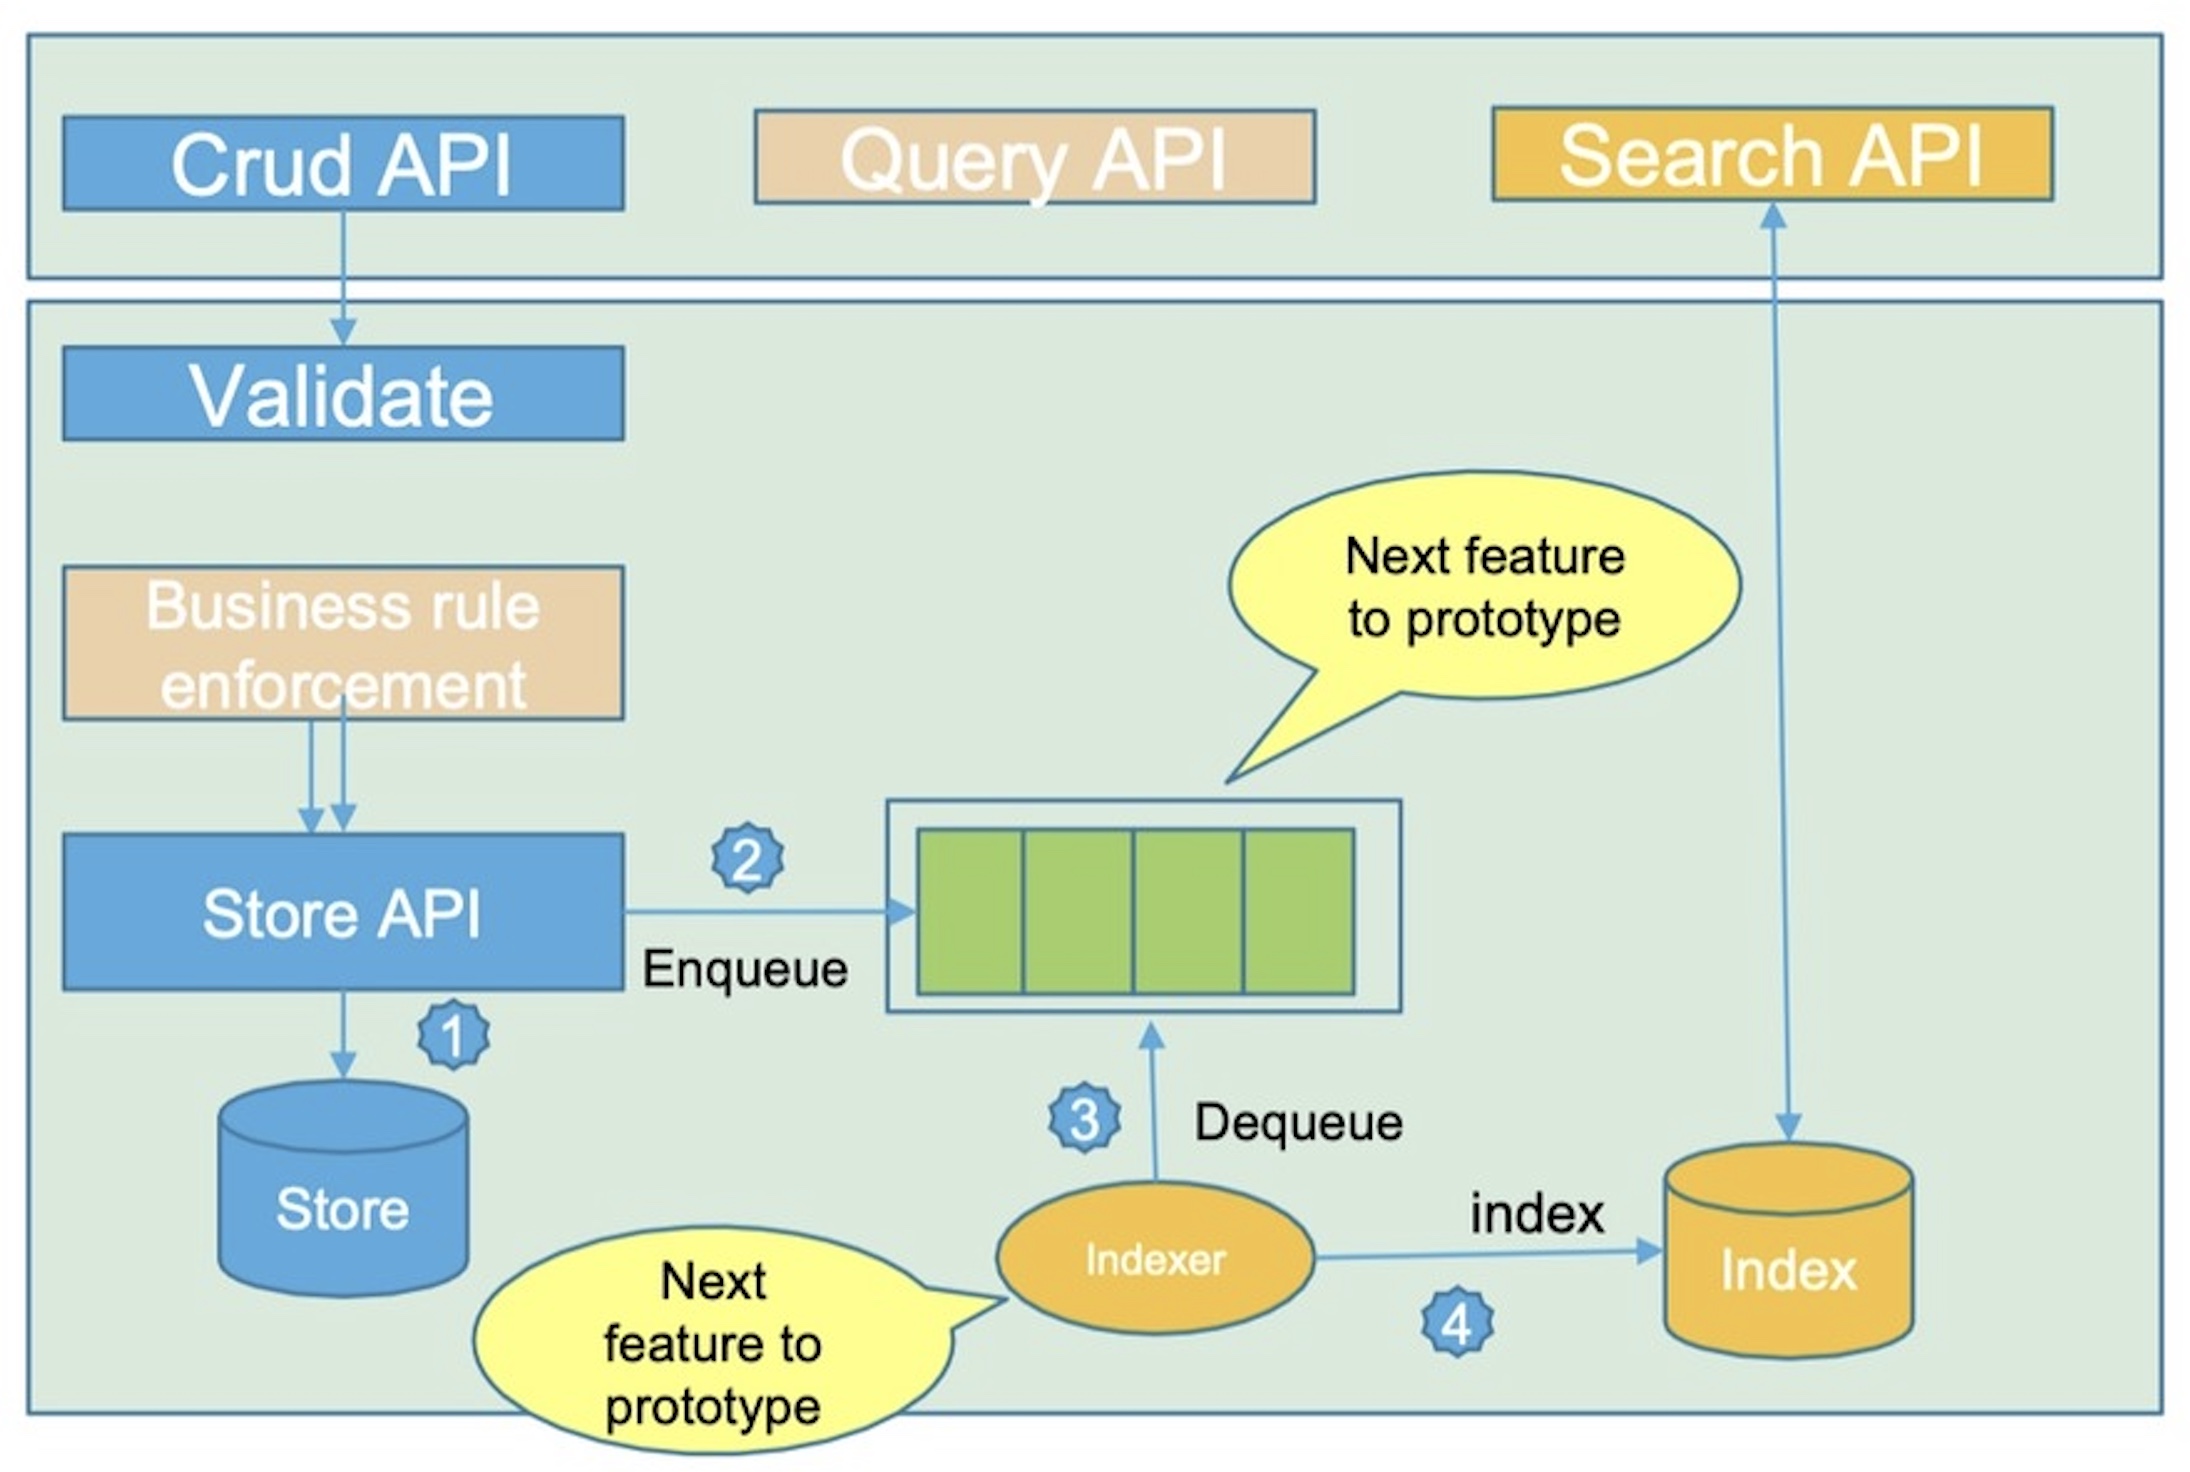 Crud API
Query API
Search API
Validate
Next feature
to prototype
Business rule
enforcement
2
Store API
Enqueue
1
3
Dequeue
Store
index
Indexer
Index
Next
feature to
prototype
4